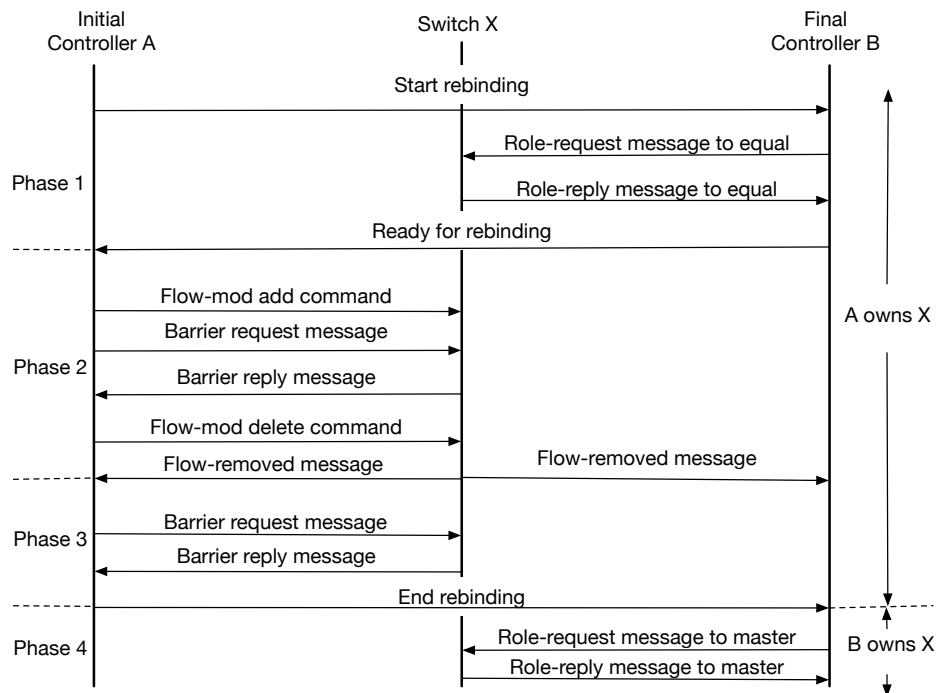 Initial
Controller A
Switch X
Final
Controller B
Start rebinding
Role-request message to equal
Phase 1
Role-reply message to equal
Ready for rebinding
Flow-mod add command
A owns X
Barrier request message
Phase 2
Barrier reply message
Flow-mod delete command
Flow-removed message
Flow-removed message
Barrier request message
Phase 3
Barrier reply message
End rebinding
Role-request message to master
Phase 4
B owns X
Role-reply message to master